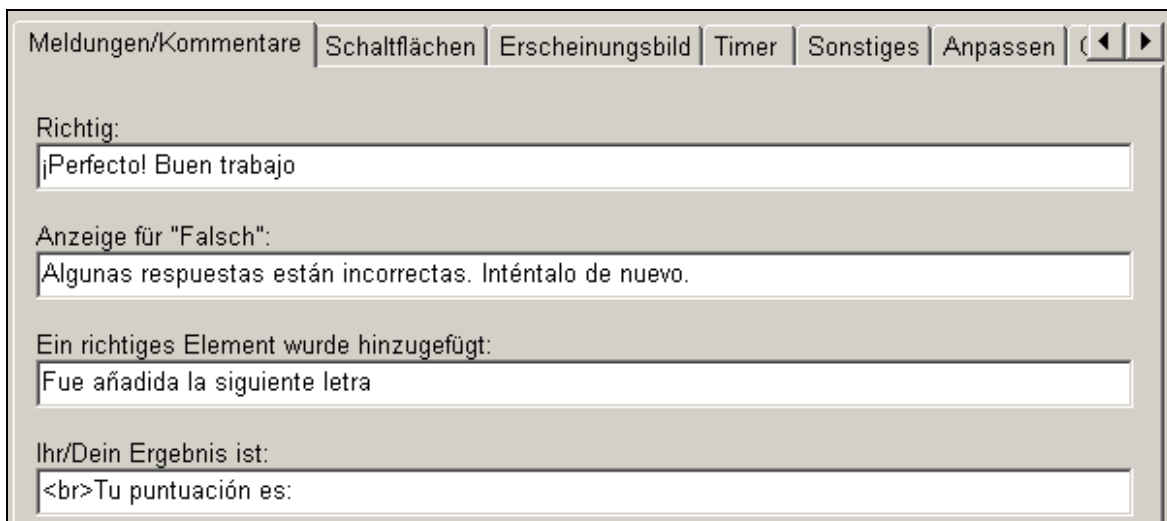 Meldungen/Kommentare Schaltflächen Erscheinungsbild Timer Sonstiges Anpassen
Richtig:
¡Perfecto! Buen trabajo
Anzeige für "Falsch":
Algunas respuestas están incorrectas. Inténtalo de nuevo.
Ein richtiges Element wurde hinzugefügt:
Fue añadida la siguiente letra
Ihr/Dein Ergebnis ist:
<br>Tu puntuación es: